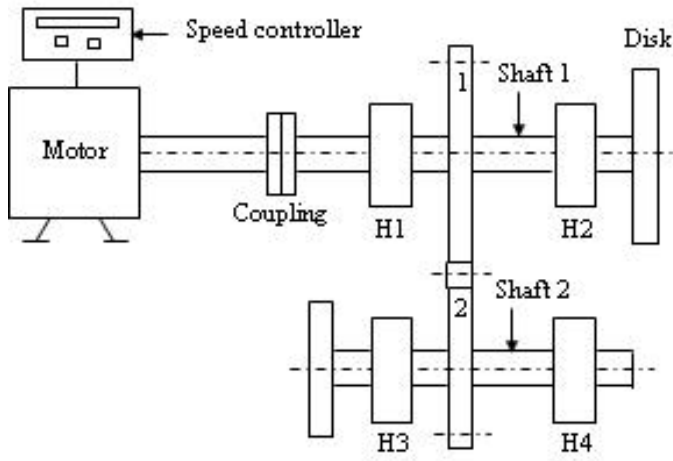 Speed controller
Disk
1
Shaft 1
Motor
Coupling
H1
H2
2
Shaft 2
H3
H4